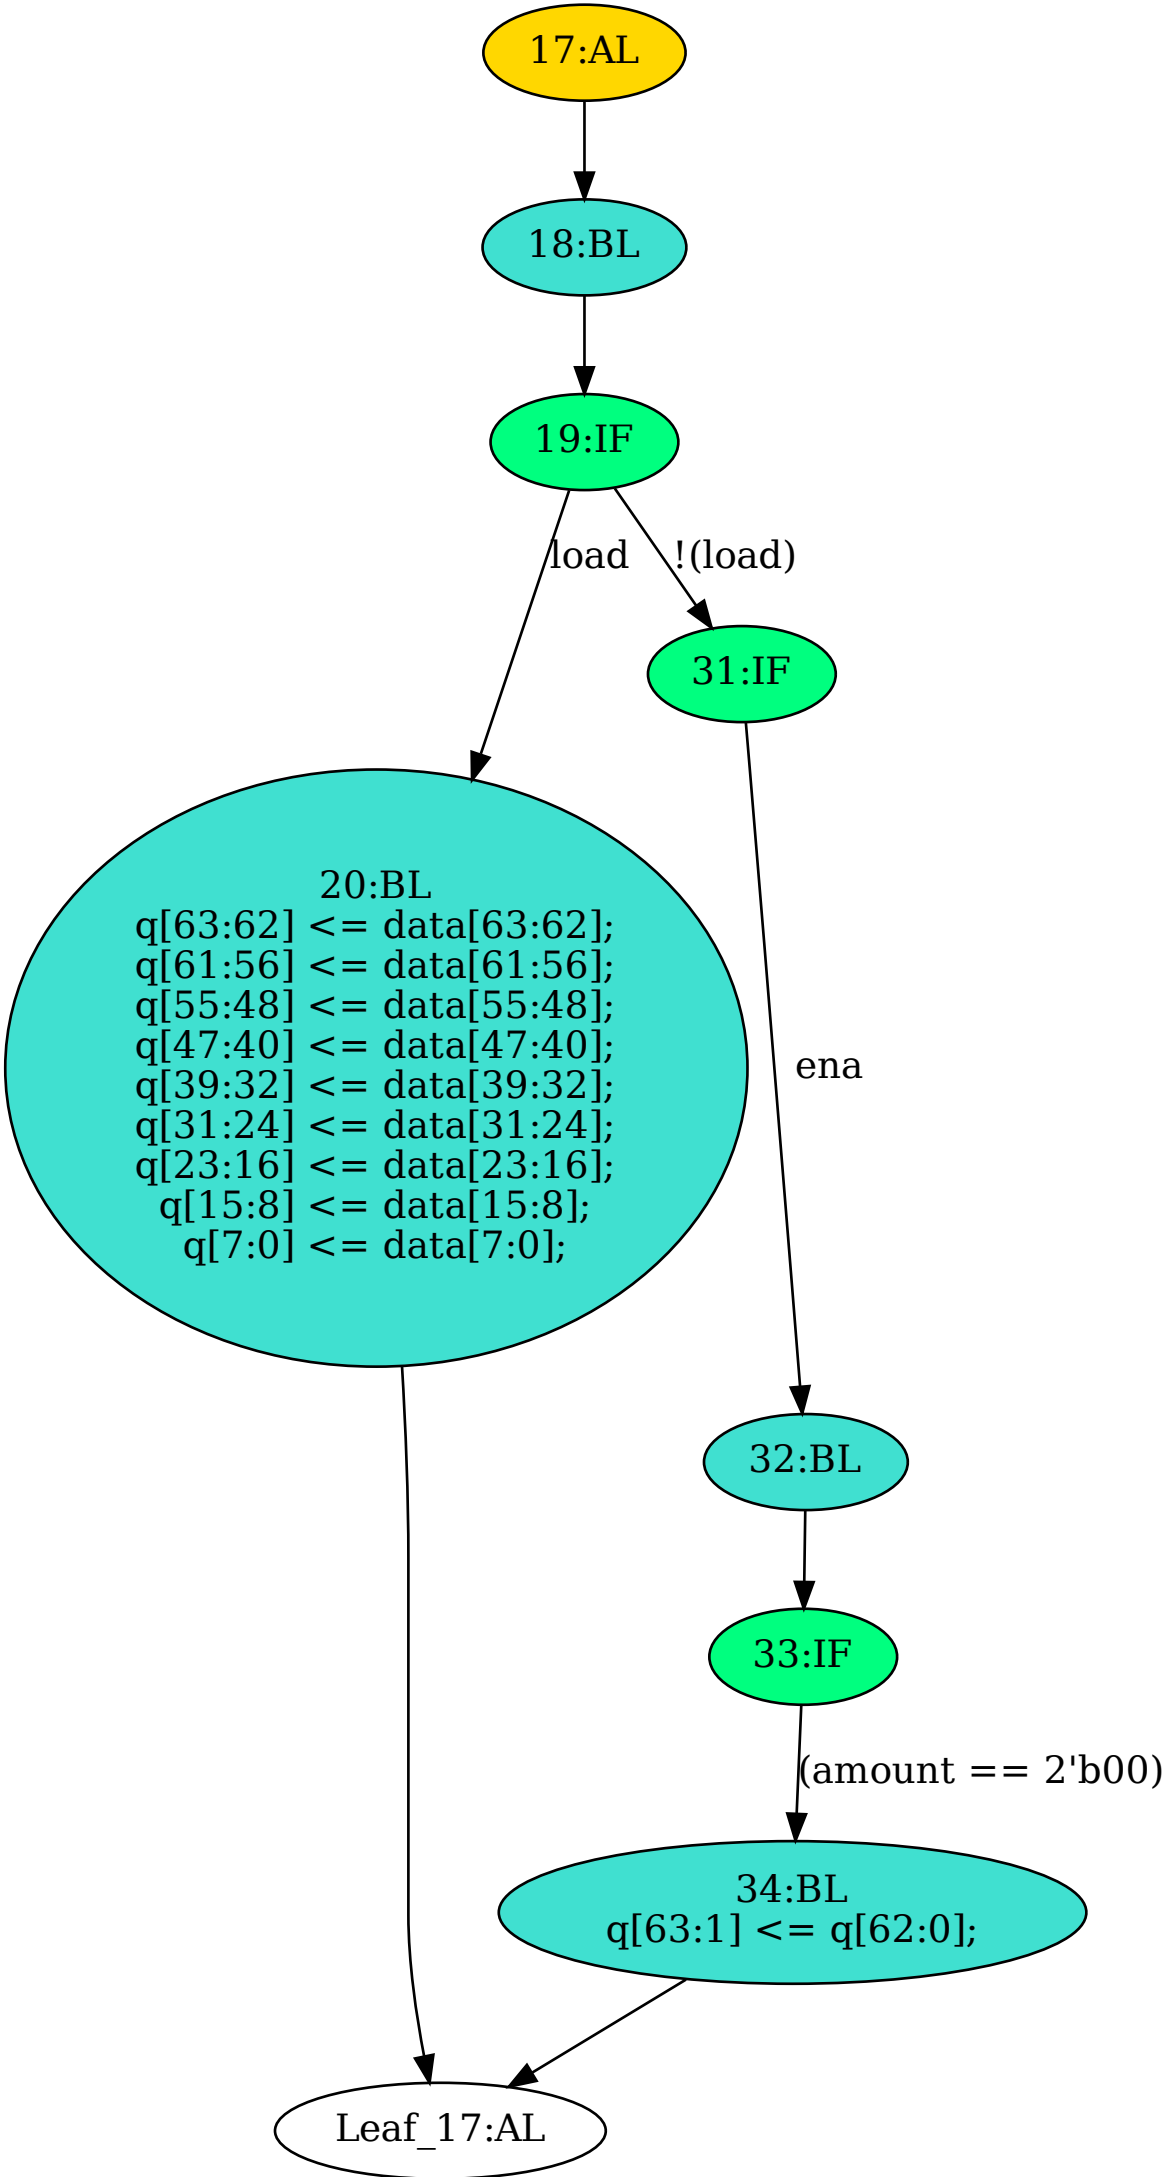 17:AL
18:BL
19:IF
load
!(load)
31:IF
20:BL
q[63:62] <= data[63:62];
q[61:56] <= data[61:56];
q[55:48] <= data[55:48];
q[47:40] <= data[47:40];
q[39:32] <= data[39:32];
q[31:24] <= data[31:24];
q[23:16] <= data[23:16];
q[15:8] <= data[15:8];
q[7:0] <= data[7:0];
ena
32:BL
33:IF
(amount == 2'b00)
34:BL
q[63:1] <= q[62:0];
Leaf_17:AL